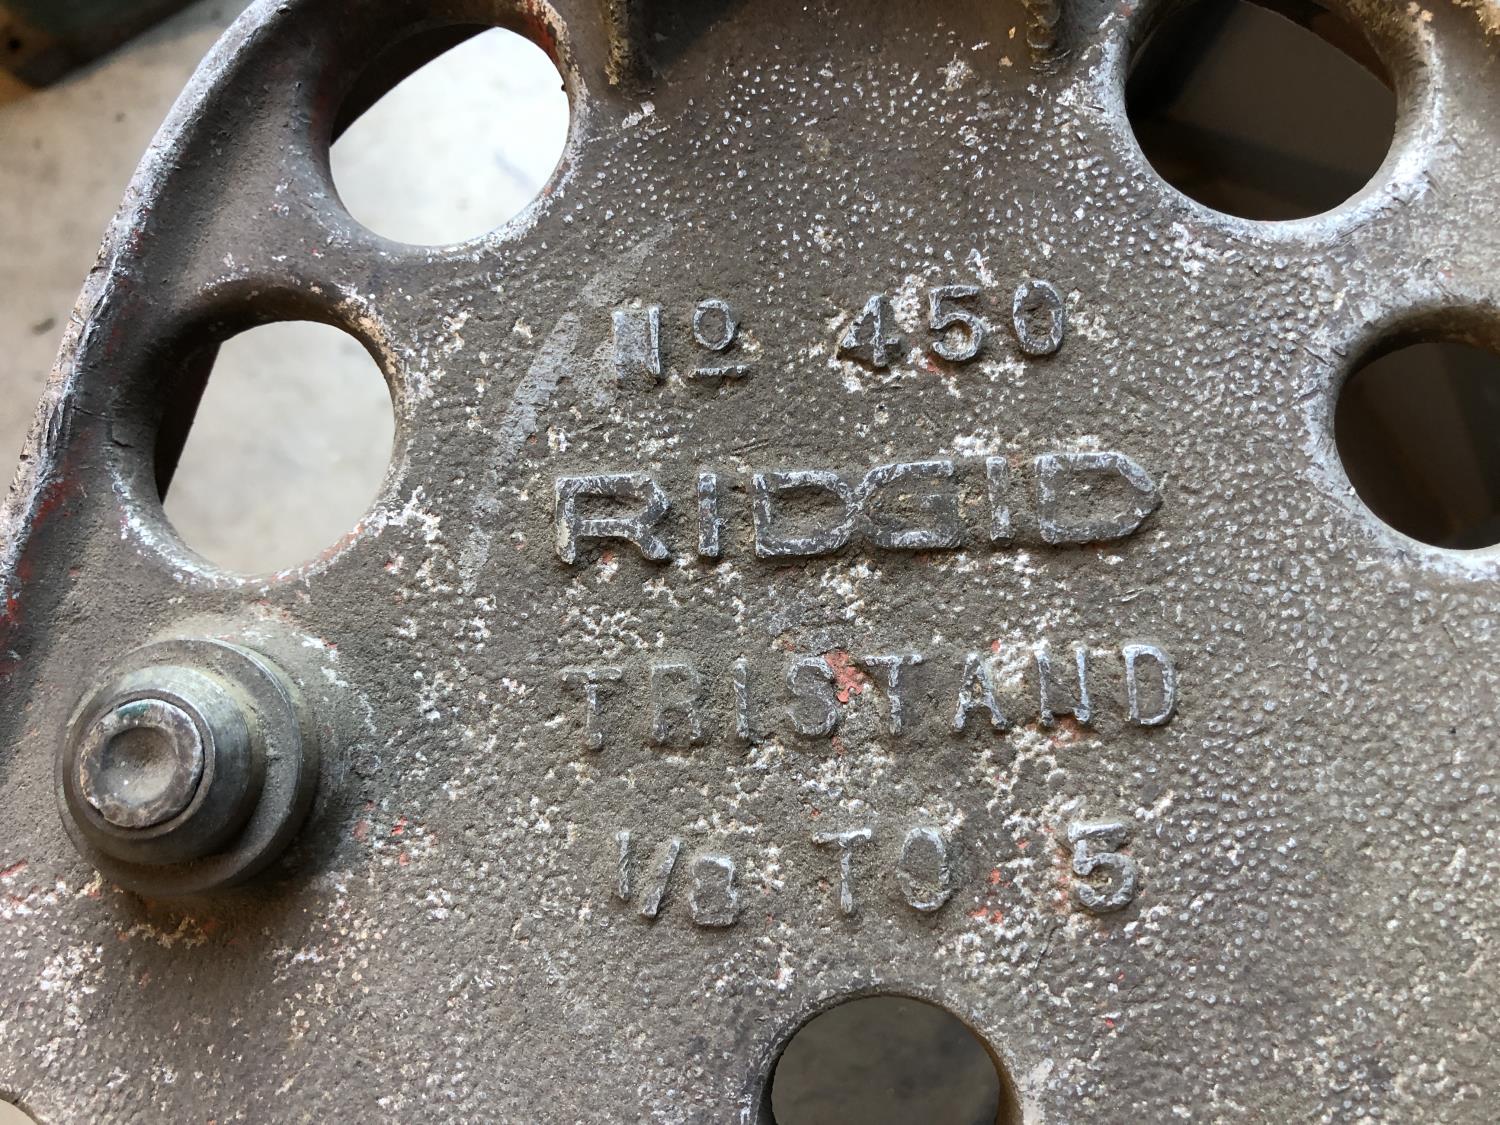 Nº 450
RIDGID
TRISTAND
1/8 TO 5